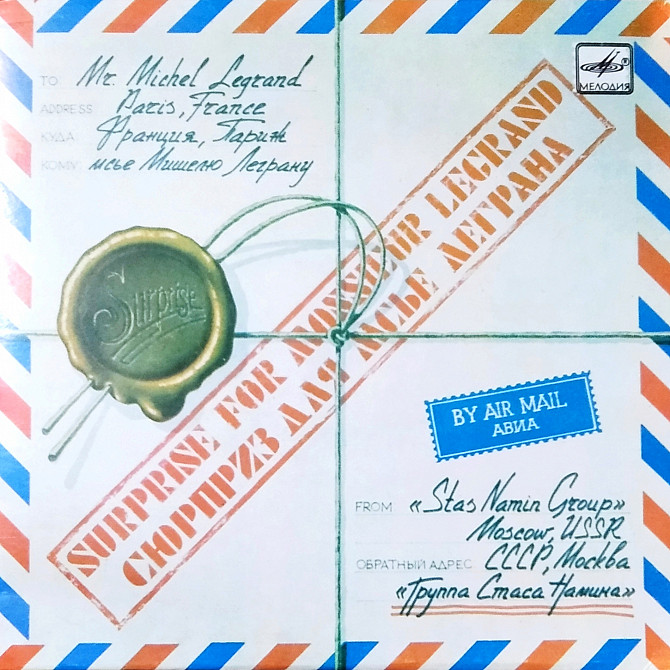 TO: Mr. Michel Legrand
ADDRESS: Paris, France
КУДА: Франция, Париж
КОМУ: мсье Мишелю Леграну
МЕЛОДИЯ
SURPRISE FOR MONSIEUR LEGRAND
СЮРПРИЗ ДЛЯ МСЬЕ ЛЕГРАНА
Surprise
BY AIR MAIL
АВИА
FROM «Stas Namin Group»
Moscow, USSR
ОБРАТНЫЙ АДРЕС СССР, Москва
«Группа Стаса Намина»